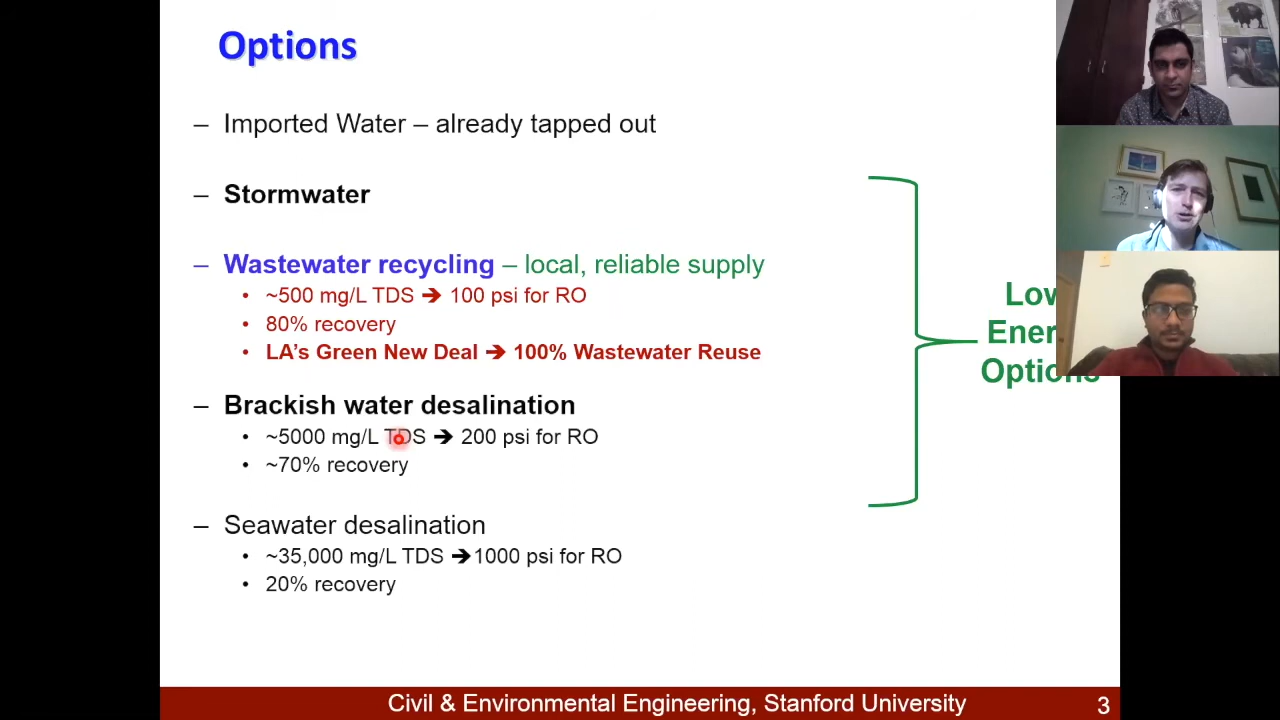 Options
– Imported Water – already tapped out
– Stormwater
– Wastewater recycling – local, reliable supply
• ~500 mg/L TDS ➔ 100 psi for RO
• 80% recovery
• LA's Green New Deal ➔ 100% Wastewater Reuse
– Brackish water desalination
• ~5000 mg/L TDS ➔ 200 psi for RO
• ~70% recovery
– Seawater desalination
• ~35,000 mg/L TDS ➔1000 psi for RO
• 20% recovery
Options
Civil & Environmental Engineering, Stanford University
3